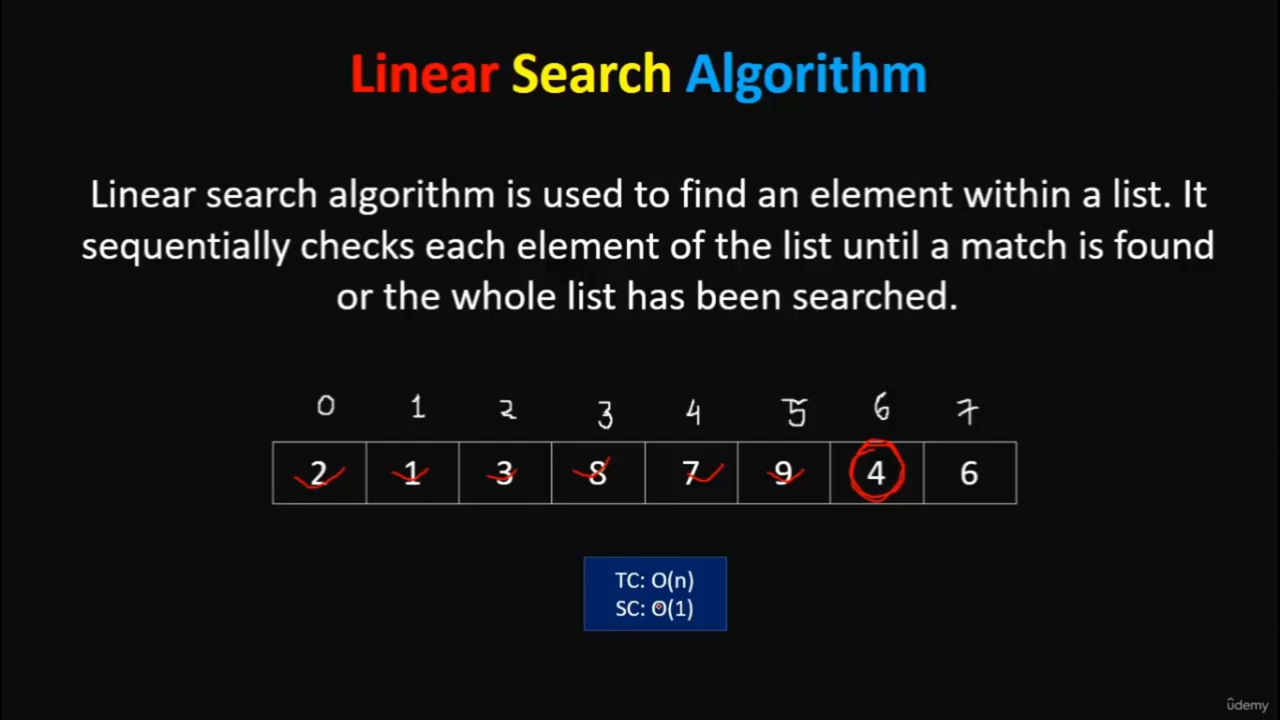 Linear Search Algorithm
Linear search algorithm is used to find an element within a list. It
sequentially checks each element of the list until a match is found
or the whole list has been searched.
0 1 2 3 4 5 6 7
2 1 3 8 7 9 4 6
TC: O(n)
SC: O(1)
ûdemy